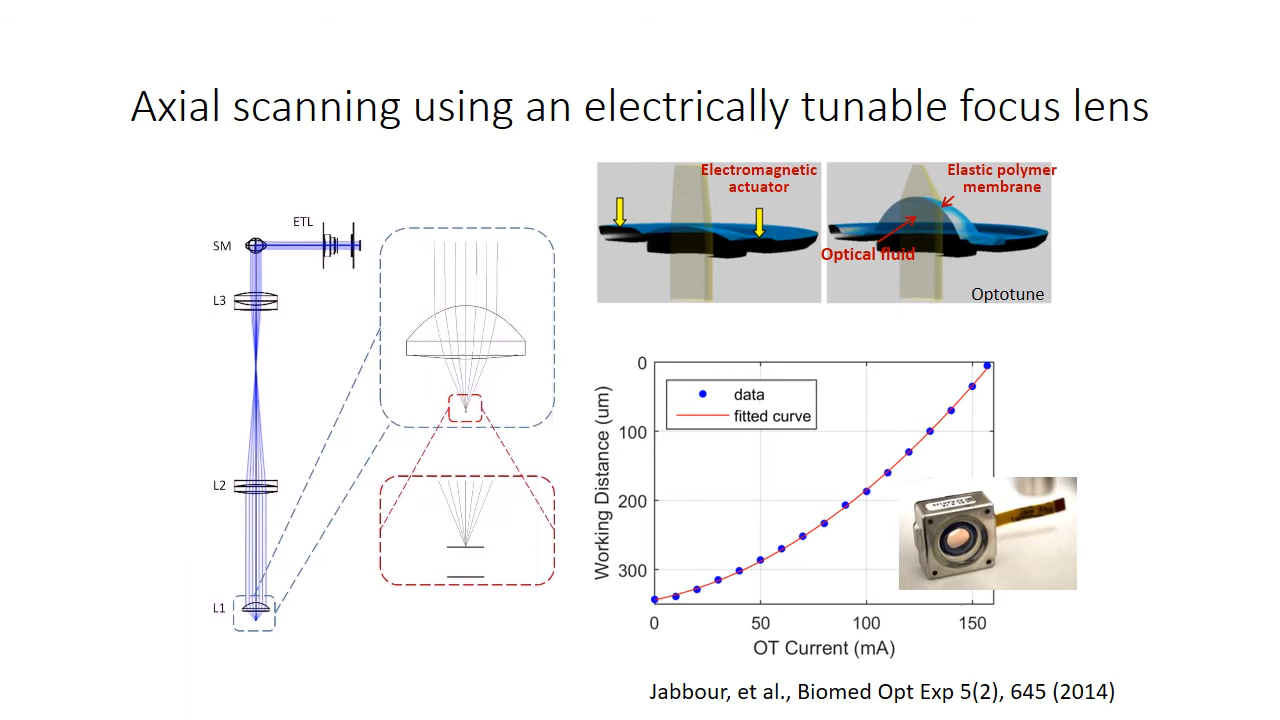 Axial scanning using an electrically tunable focus lens
ETL
SM
L3
L2
L1
Electromagnetic
actuator
Elastic polymer
membrane
Optical fluid
Optotune
data
fitted curve
Working Distance (um)
0
100
200
300
0
50
100
150
OT Current (mA)
Jabbour, et al., Biomed Opt Exp 5(2), 645 (2014)